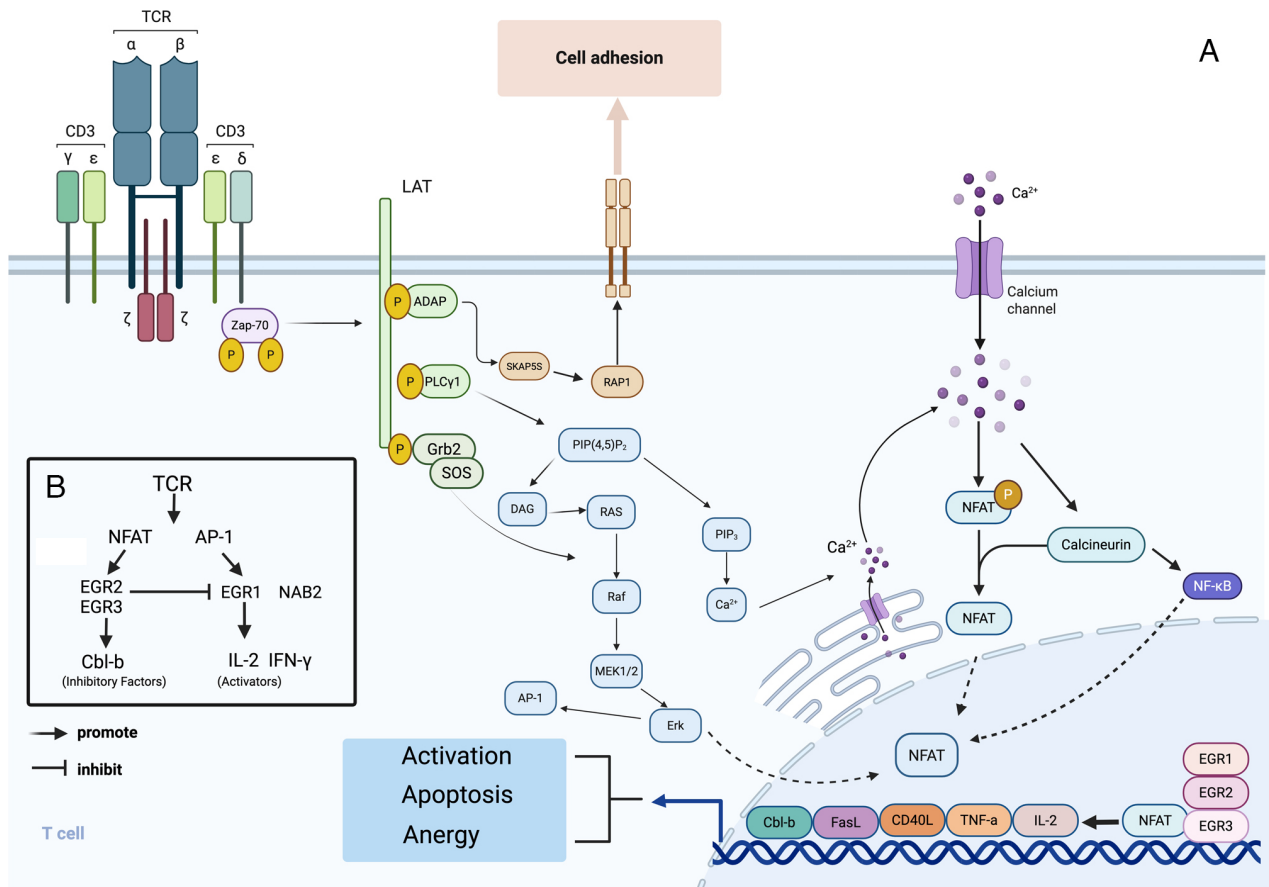 TCR
α β
A
Cell adhesion
CD3
γ ε
CD3
ε δ
LAT
Ca²⁺
ζ ζ
Zap-70
P P
P ADAP
Calcium
channel
SKAP5S
RAP1
P PLCγ1
P Grb2
SOS
PIP(4,5)P₂
DAG
RAS
PIP₃
Ca²⁺
Raf
Ca²⁺
MEK1/2
AP-1
Erk
NFAT P
Calcineurin
NF-κB
NFAT
NFAT
B
TCR
NFAT AP-1
EGR2
EGR3
EGR1 NAB2
Cbl-b
(Inhibitory Factors)
IL-2 IFN-γ
(Activators)
promote
inhibit
T cell
Activation
Apoptosis
Anergy
EGR1
EGR2
EGR3
Cbl-b FasL CD40L TNF-a IL-2 NFAT